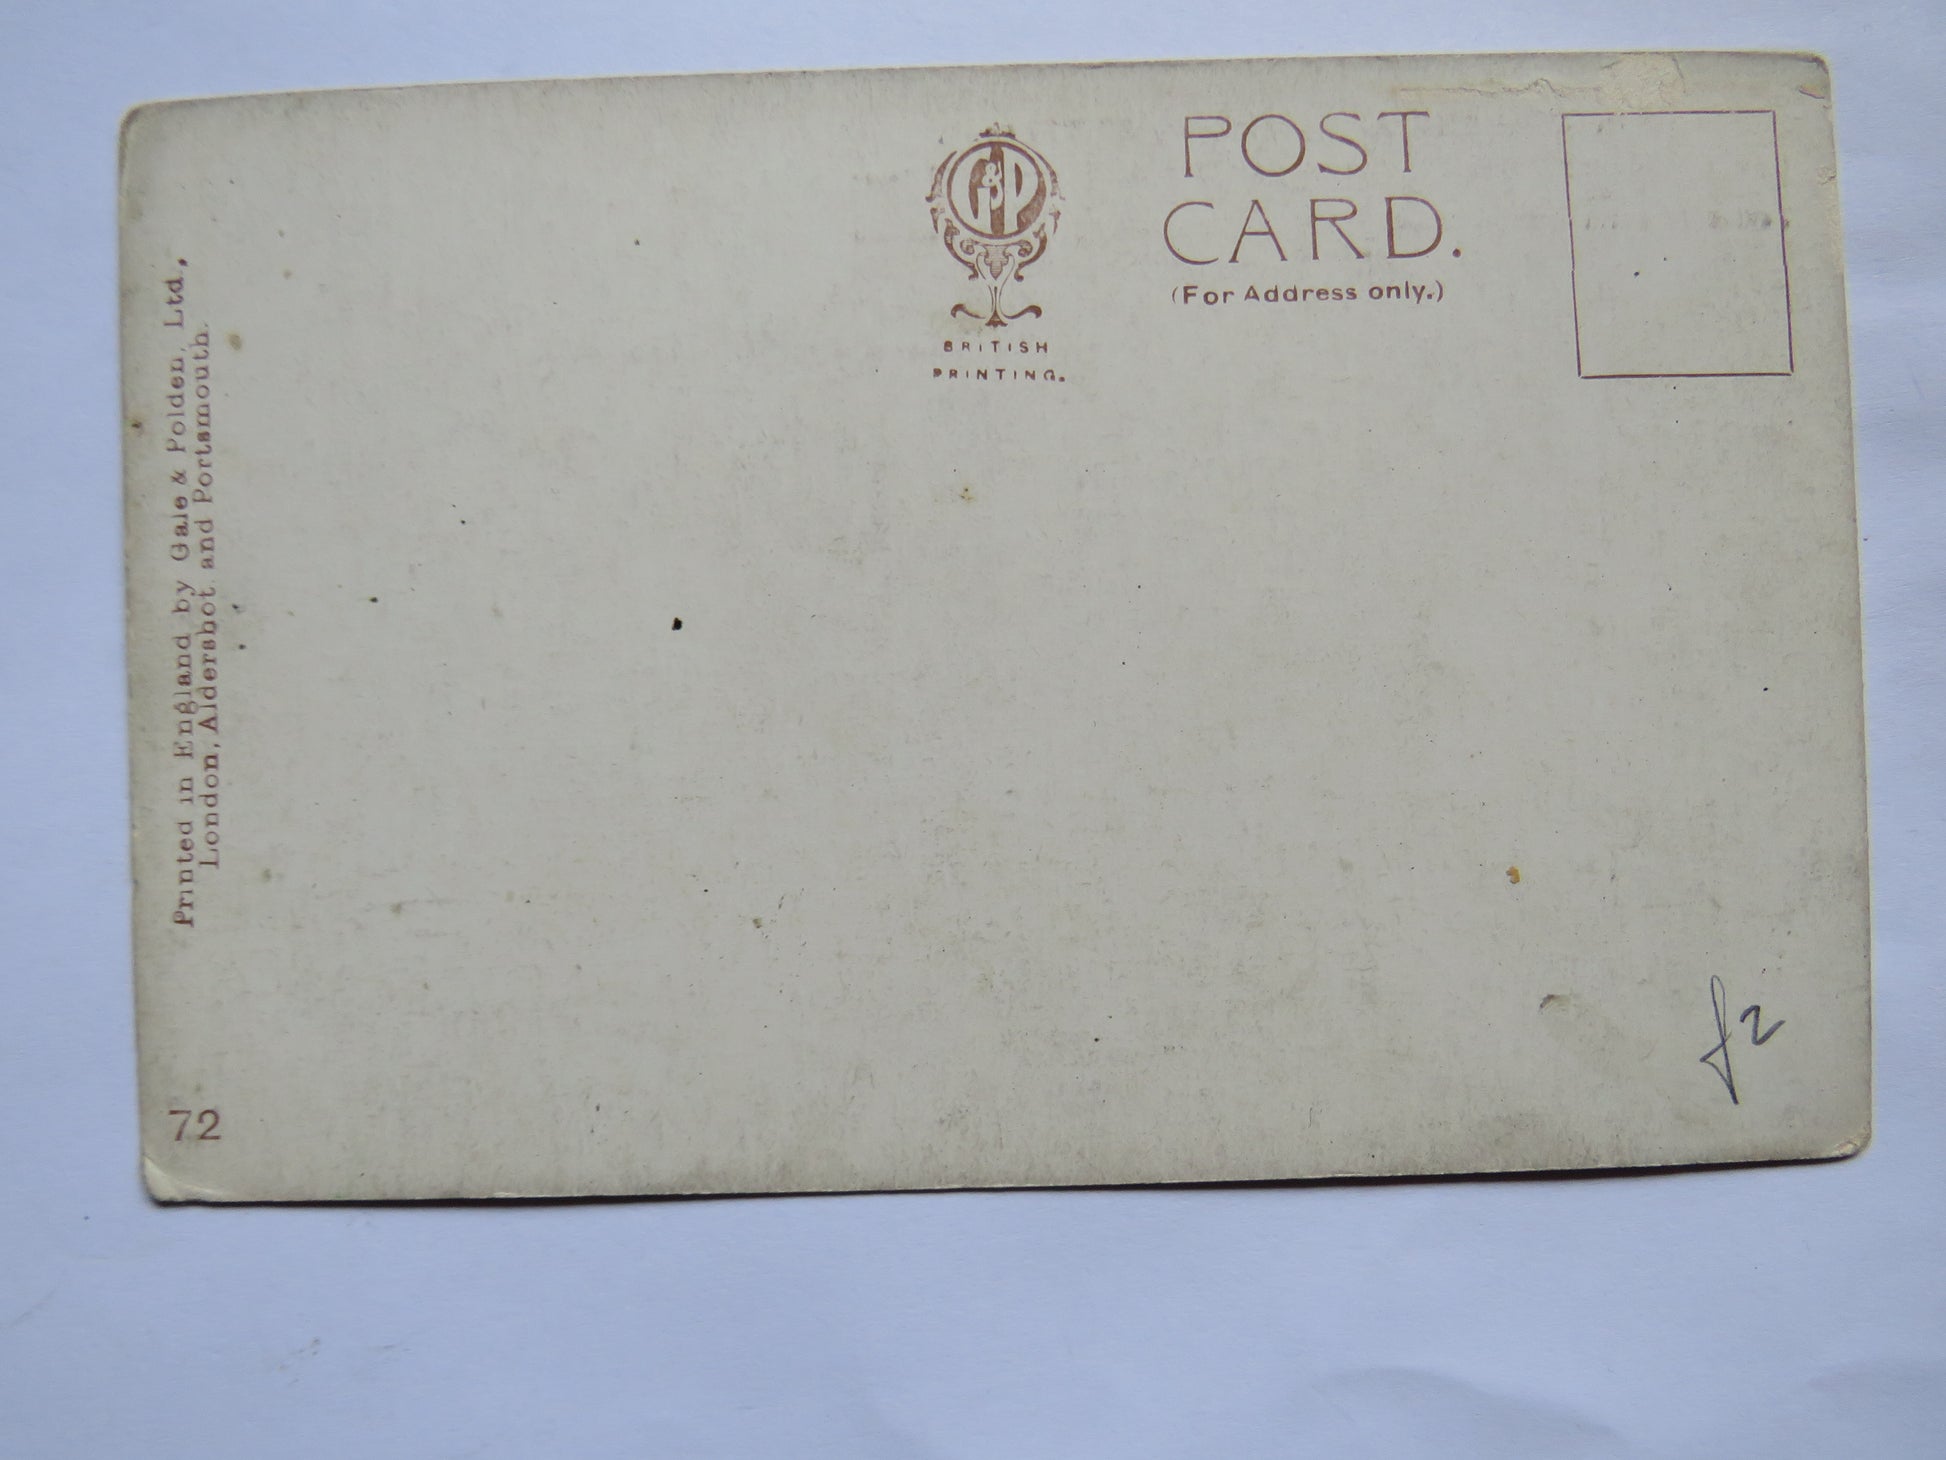 POST
CARD.
(For Address only.)
G&P
BRITISH
PRINTING.
Printed in England by Gale & Polden, Ltd.,
London, Aldershot and Portsmouth.
72
£2